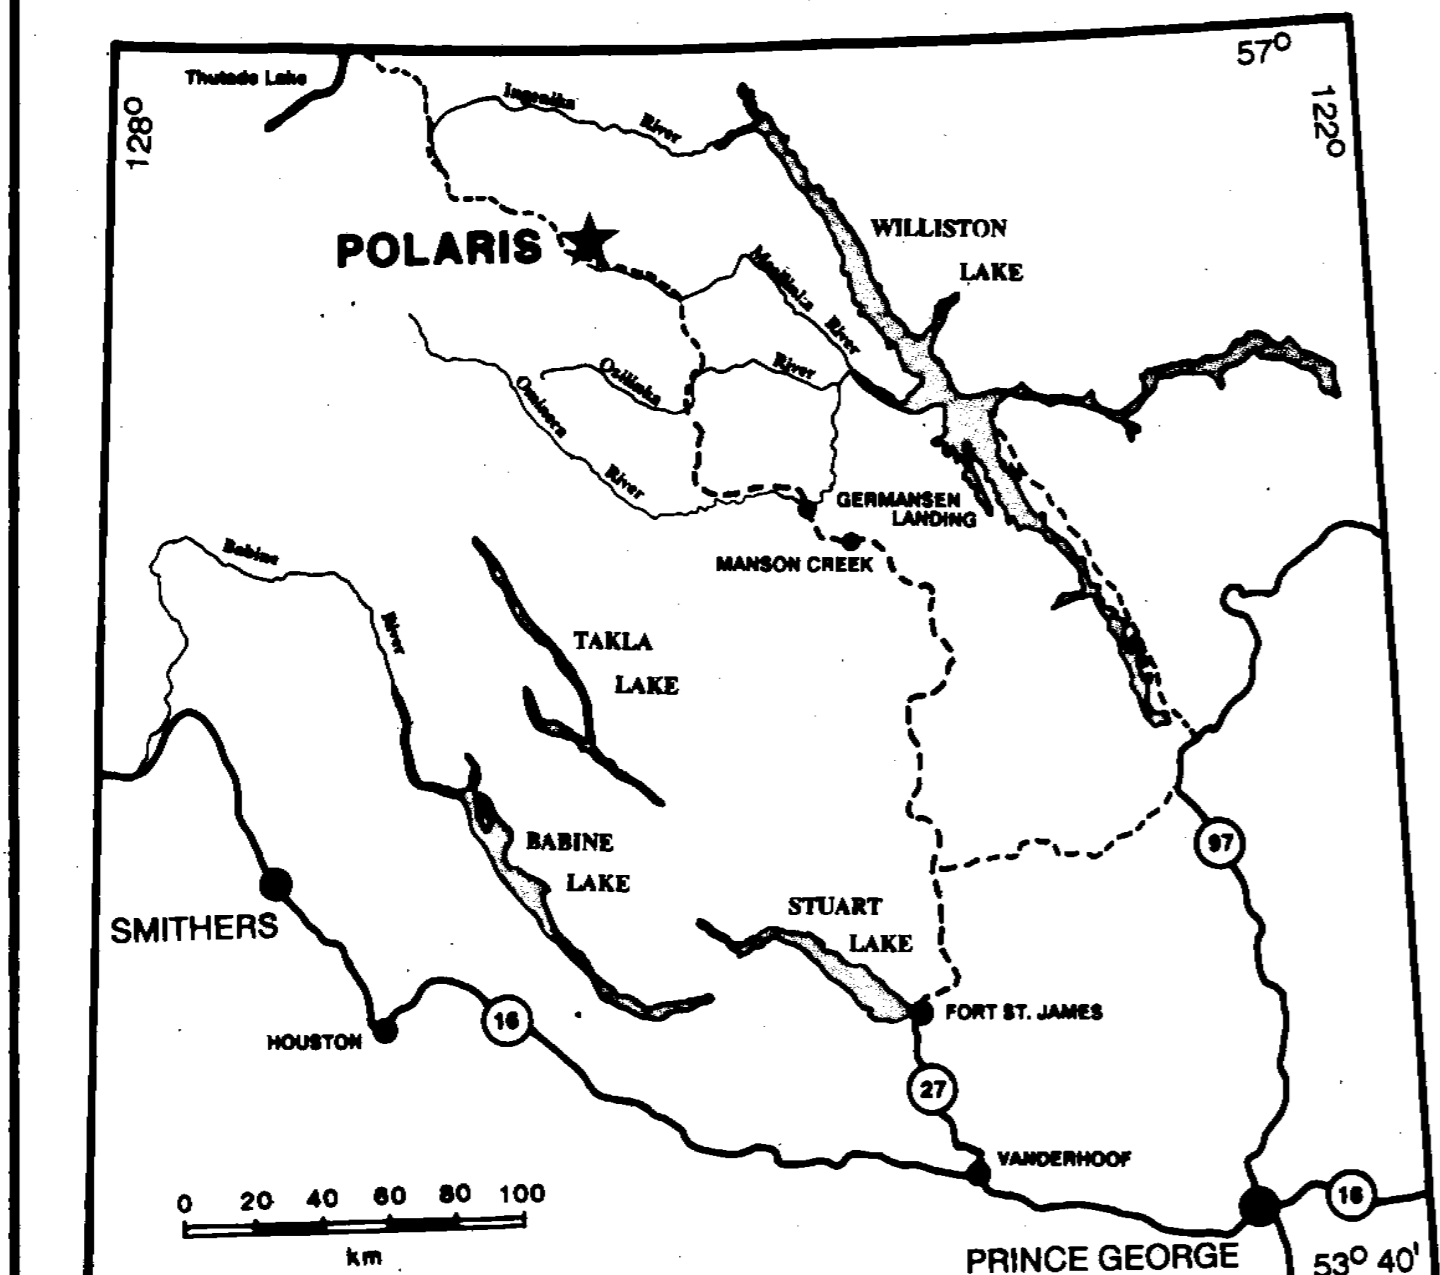 57°
Thutade Lake
128°
122°
Ingenika
River
WILLISTON
LAKE
POLARIS
River
River
Osilinka
Omineca
River
GERMANSEN
LANDING
MANSON CREEK
Babine
River
TAKLA
LAKE
97
BABINE
LAKE
STUART
LAKE
SMITHERS
FORT ST. JAMES
HOUSTON
16
27
VANDERHOOF
0 20 40 60 80 100
km
16
PRINCE GEORGE
53° 40'